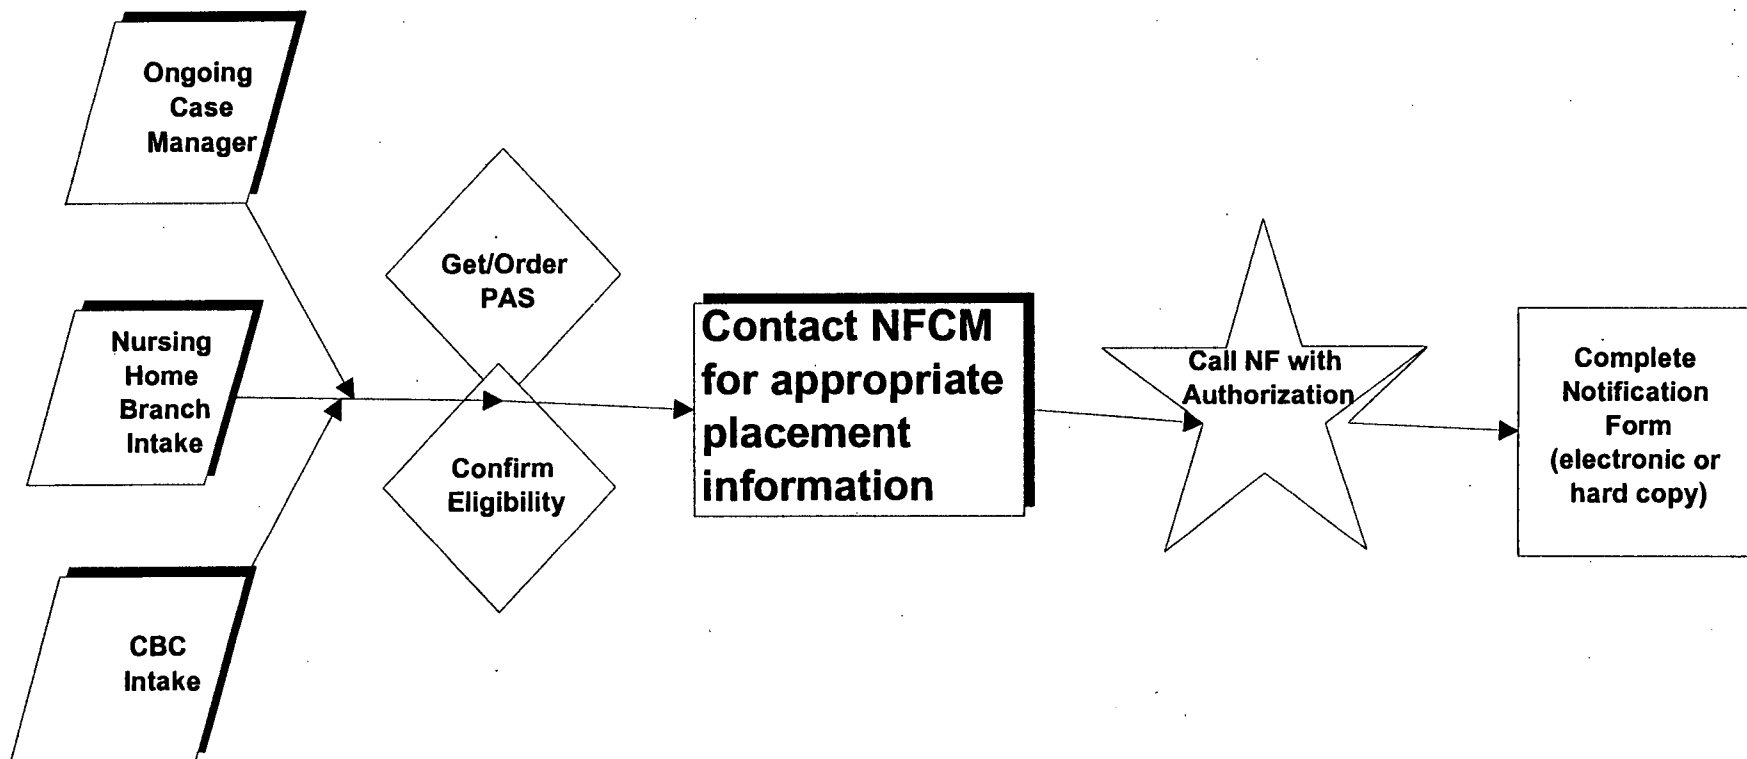 Ongoing
Case
Manager
Nursing
Home
Branch
Intake
CBC
Intake
Get/Order
PAS
Confirm
Eligibility
Contact NFCM
for appropriate
placement
information
Call NF with
Authorization
Complete
Notification
Form
(electronic or
hard copy)